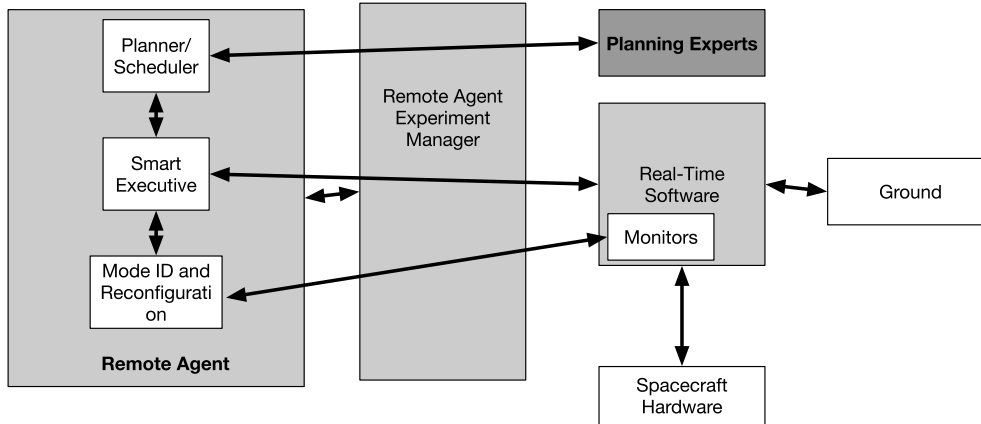 Planner/
Scheduler
Smart
Executive
Mode ID and
Reconfigurati
on
Remote Agent
Remote Agent
Experiment
Manager
Planning Experts
Real-Time
Software
Monitors
Ground
Spacecraft
Hardware